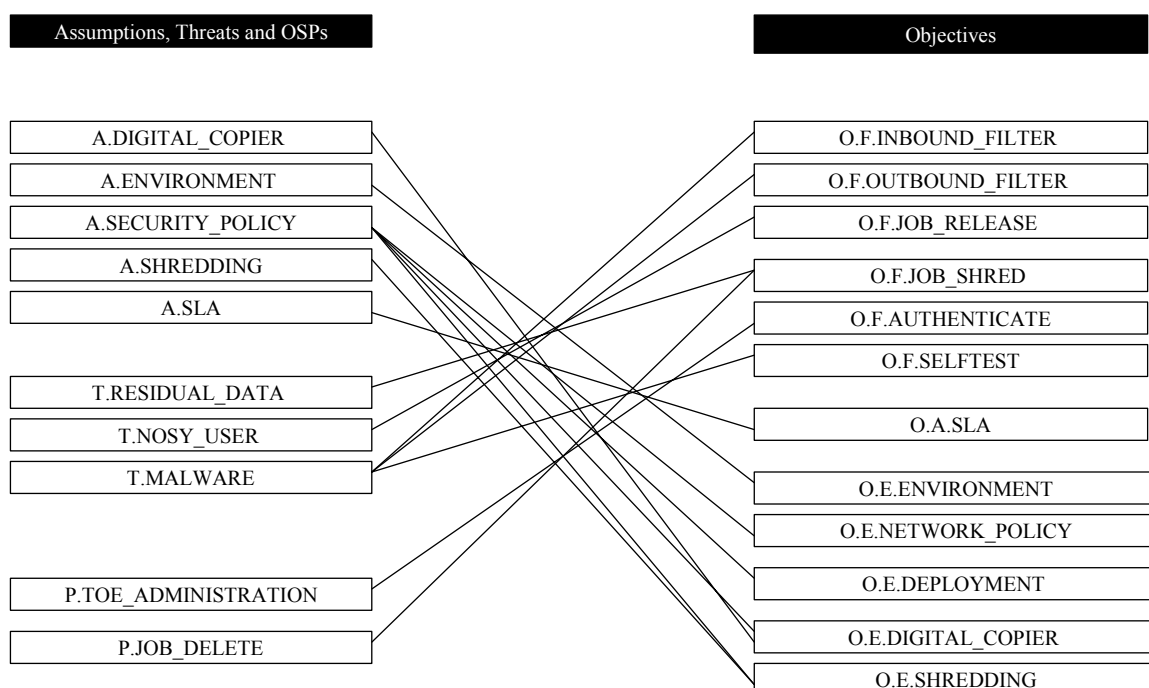 Assumptions, Threats and OSPs
Objectives
A.DIGITAL_COPIER
A.ENVIRONMENT
A.SECURITY_POLICY
A.SHREDDING
A.SLA
T.RESIDUAL_DATA
T.NOSY_USER
T.MALWARE
P.TOE_ADMINISTRATION
P.JOB_DELETE
O.F.INBOUND_FILTER
O.F.OUTBOUND_FILTER
O.F.JOB_RELEASE
O.F.JOB_SHRED
O.F.AUTHENTICATE
O.F.SELFTEST
O.A.SLA
O.E.ENVIRONMENT
O.E.NETWORK_POLICY
O.E.DEPLOYMENT
O.E.DIGITAL_COPIER
O.E.SHREDDING